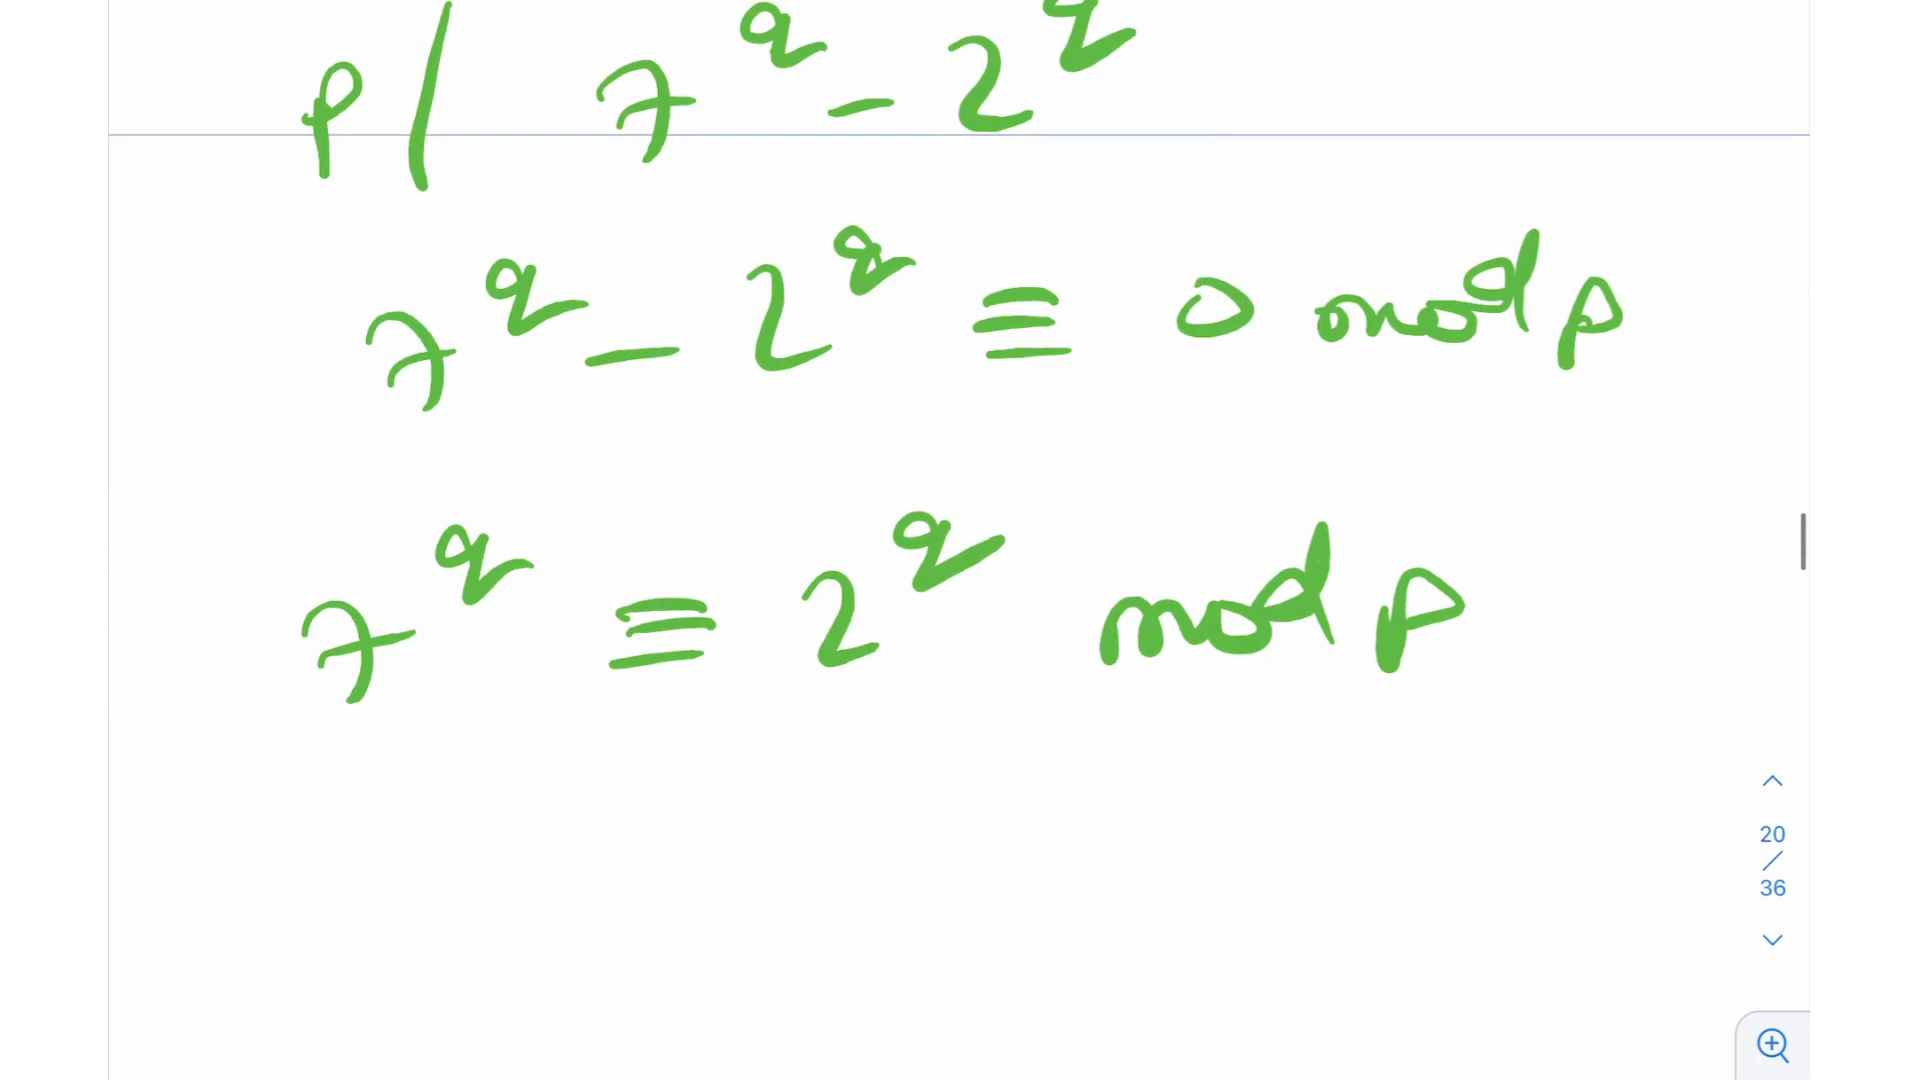 p | 7^q - 2^q
7^q - 2^q ≡ 0 mod p
7^q ≡ 2^q mod p
20
/
36